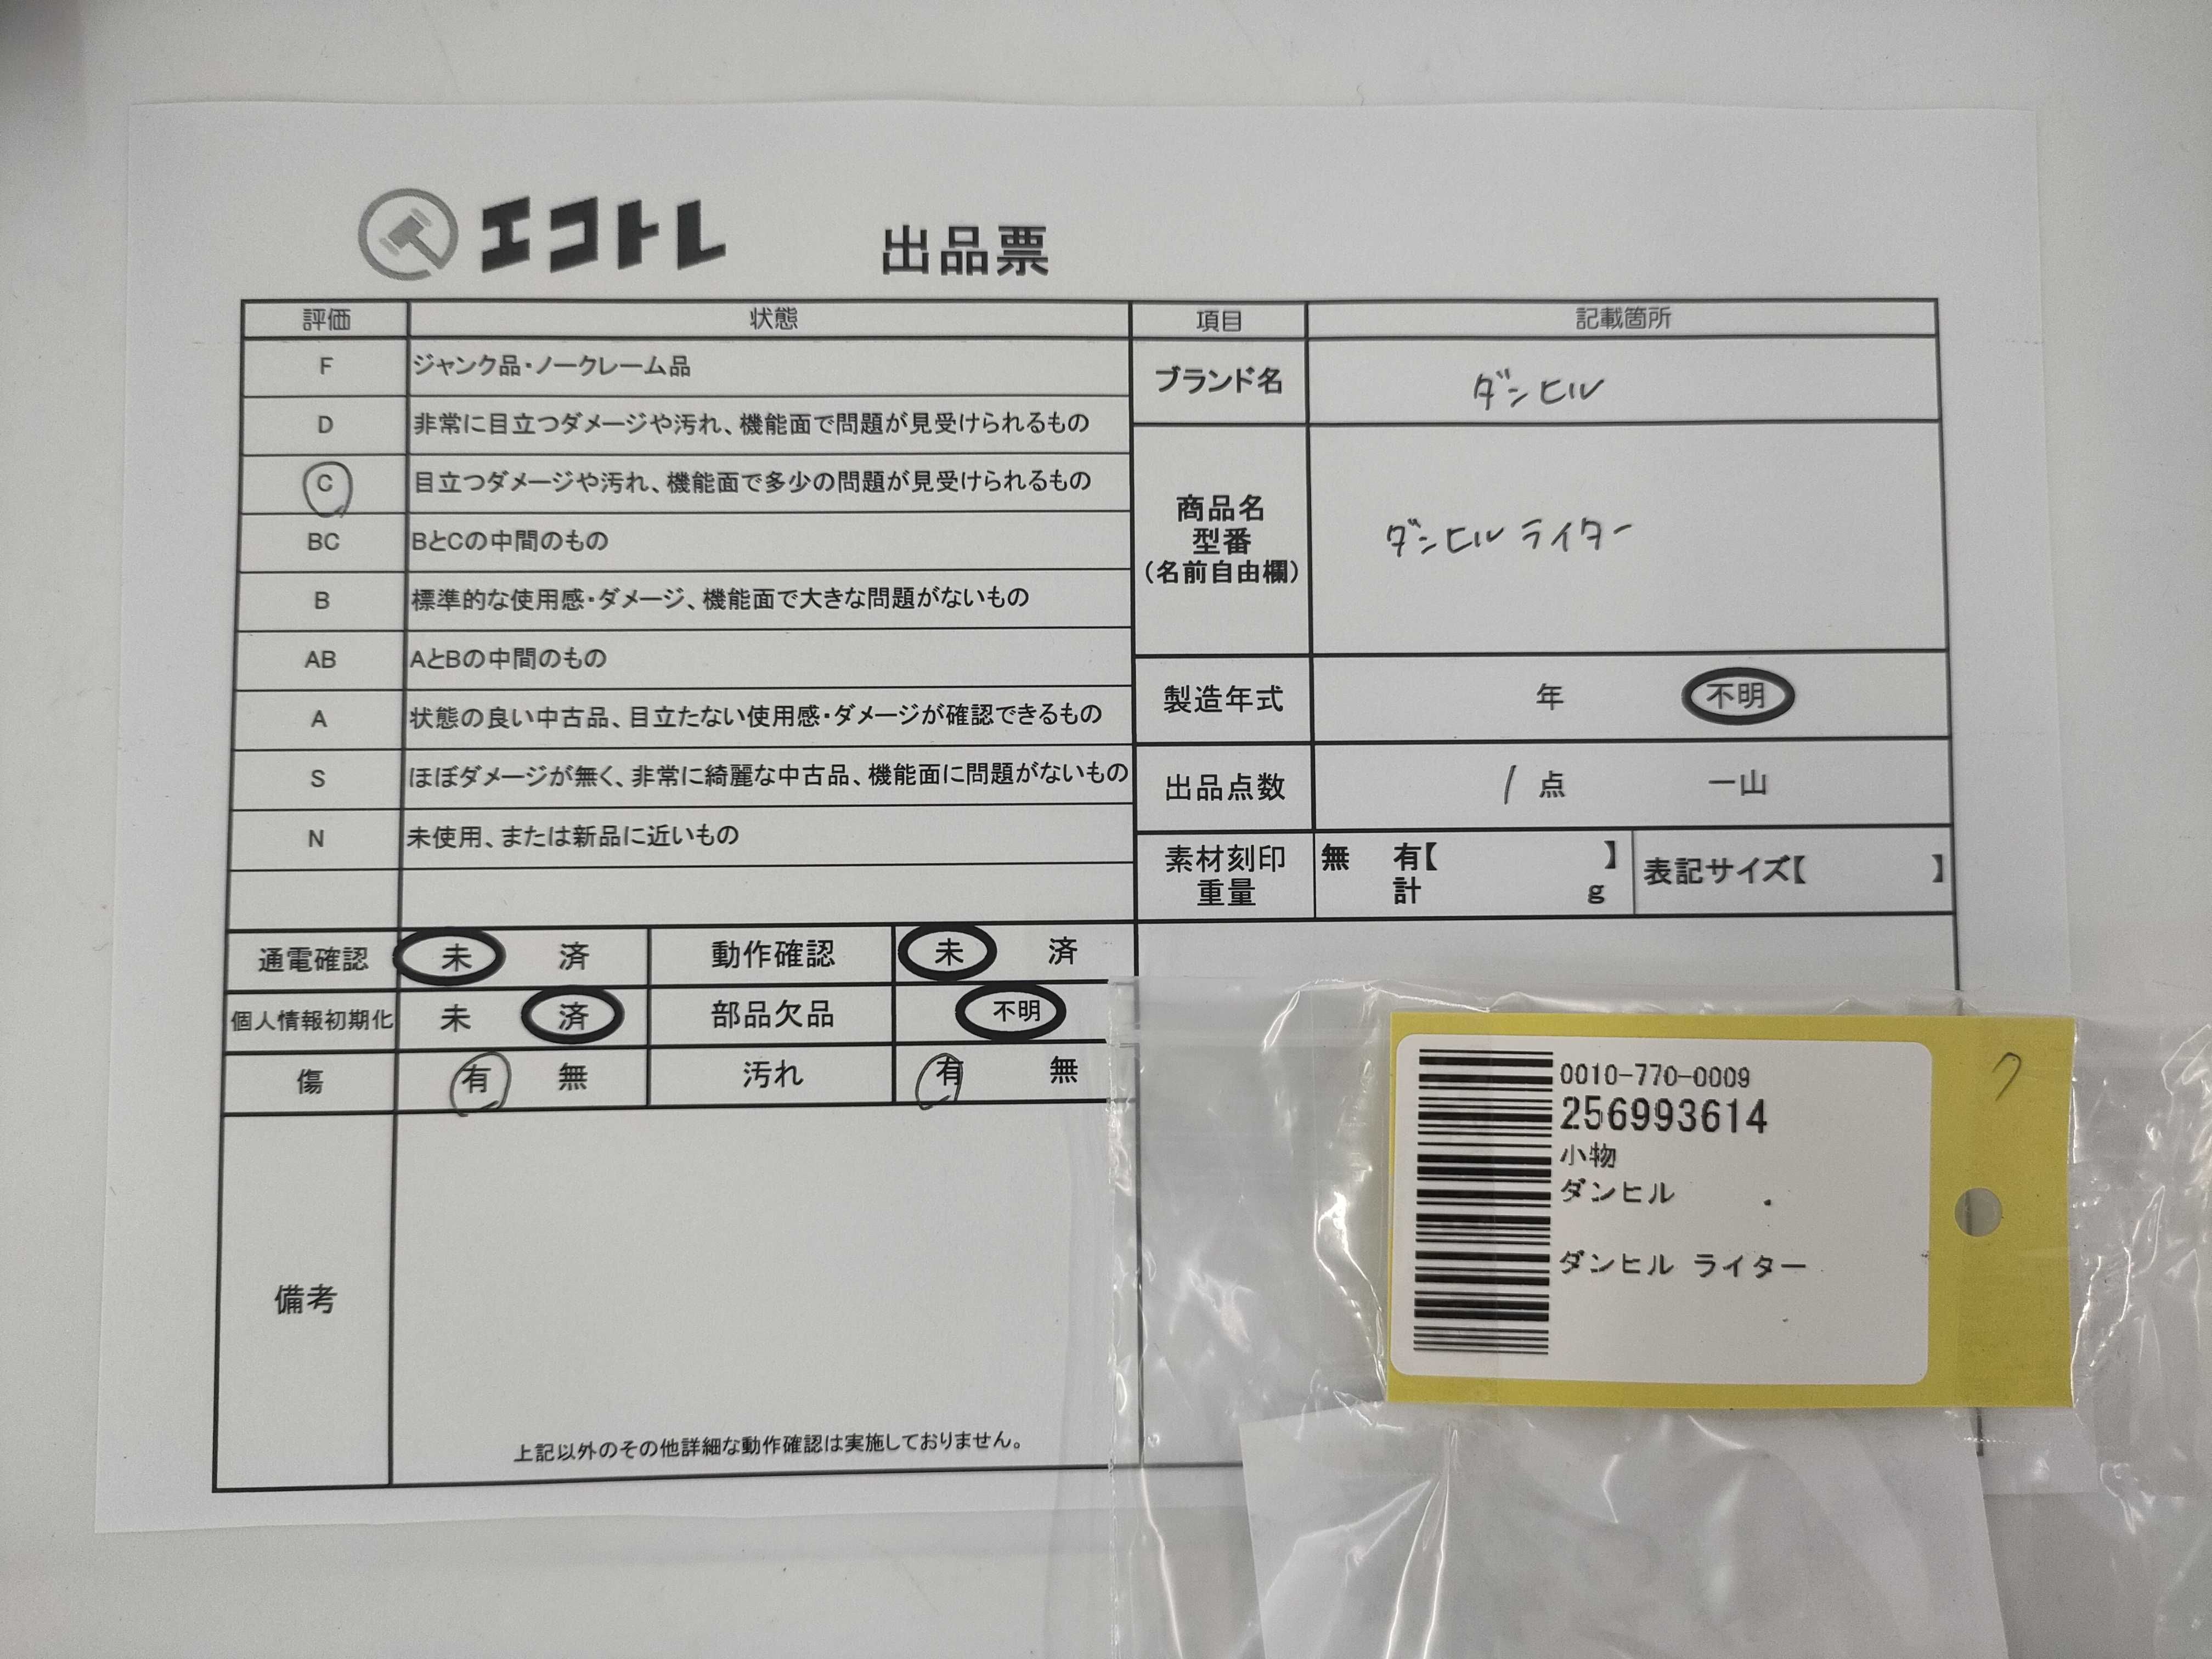 エコトレ 出品票
評価 状態
F ジャンク品・ノークレーム品
D 非常に目立つダメージや汚れ、機能面で問題が見受けられるもの
C 目立つダメージや汚れ、機能面で多少の問題が見受けられるもの
BC BとCの中間のもの
B 標準的な使用感・ダメージ、機能面で大きな問題がないもの
AB AとBの中間のもの
A 状態の良い中古品、目立たない使用感・ダメージが確認できるもの
S ほぼダメージが無く、非常に綺麗な中古品、機能面に問題がないもの
N 未使用、または新品に近いもの
項目 記載箇所
ブランド名 ダンヒル
商品名
型番
(名前自由欄)
ダンヒル ライター
製造年式 年 不明
出品点数 1 点 一山
素材刻印 無 有【 】
重量 計 g
表記サイズ【 】
通電確認 未 済 動作確認 未 済
個人情報初期化 未 済 部品欠品 不明
傷 有 無 汚れ 有 無
備考
上記以外のその他詳細な動作確認は実施しておりません。
0010-770-0009
256993614
小物
ダンヒル
ダンヒル ライター